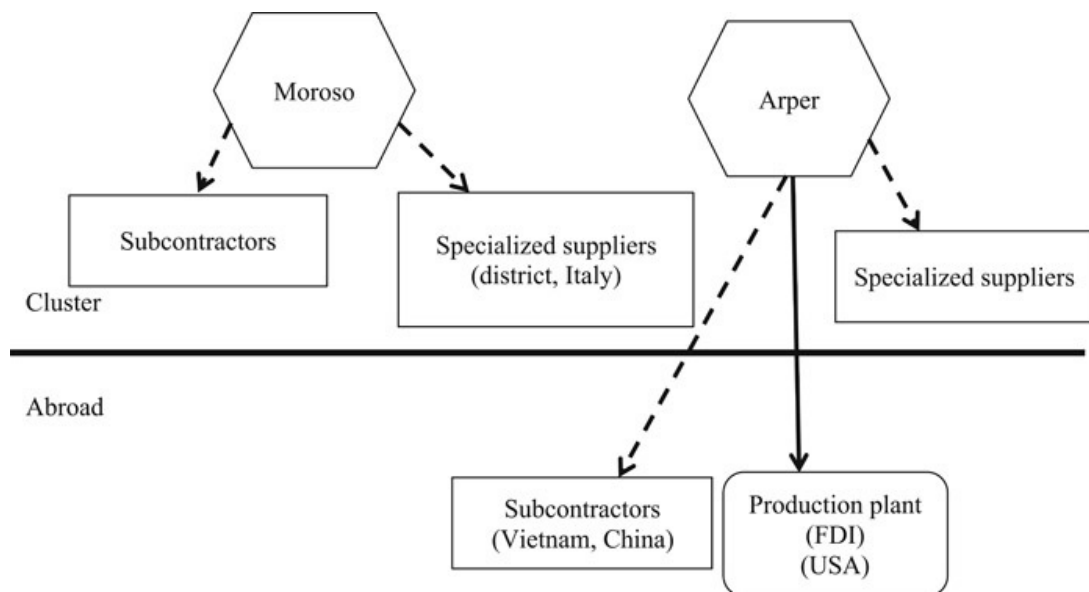 Moroso
Arper
Subcontractors
Specialized suppliers
(district, Italy)
Specialized suppliers
Cluster
Abroad
Subcontractors
(Vietnam, China)
Production plant
(FDI)
(USA)